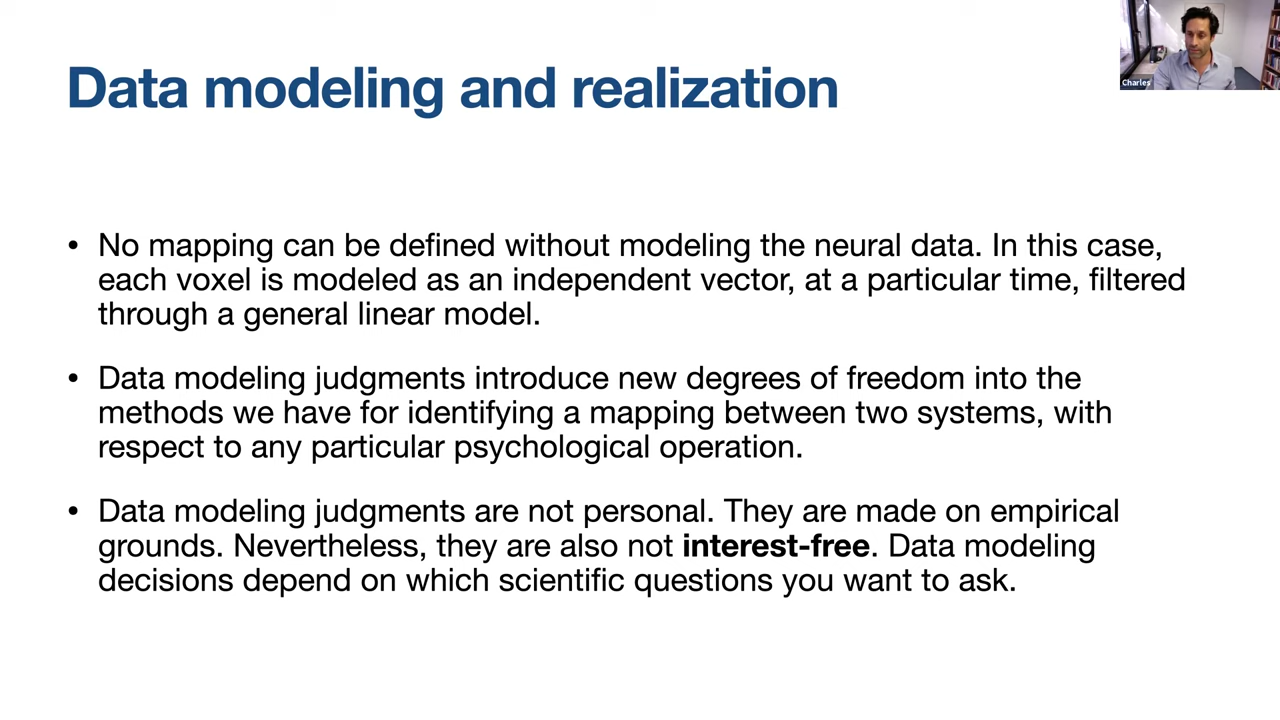 Charles
Data modeling and realization
• No mapping can be defined without modeling the neural data. In this case,
each voxel is modeled as an independent vector, at a particular time, filtered
through a general linear model.
• Data modeling judgments introduce new degrees of freedom into the
methods we have for identifying a mapping between two systems, with
respect to any particular psychological operation.
• Data modeling judgments are not personal. They are made on empirical
grounds. Nevertheless, they are also not interest-free. Data modeling
decisions depend on which scientific questions you want to ask.